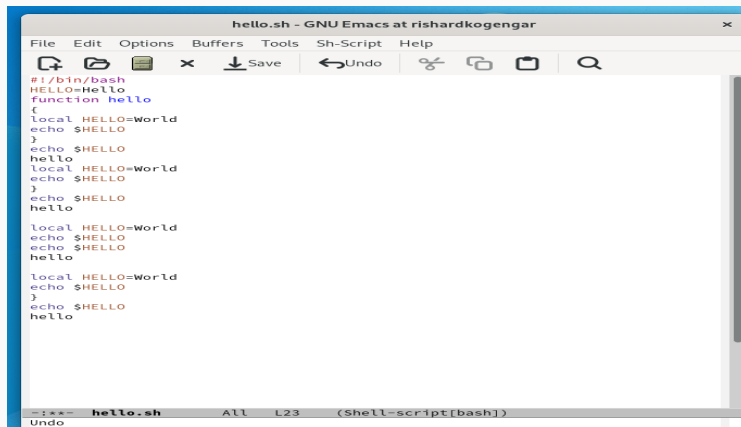 hello.sh - GNU Emacs at rishardkogengar
File Edit Options Buffers Tools Sh-Script Help
Save Undo
#!/bin/bash
HELLO=Hello
function hello
{
local HELLO=World
echo $HELLO
}
echo $HELLO
hello
local HELLO=World
echo $HELLO
}
echo $HELLO
hello
local HELLO=World
echo $HELLO
echo $HELLO
hello
local HELLO=World
echo $HELLO
}
echo $HELLO
hello
-:**- hello.sh All L23 (Shell-script[bash])
Undo